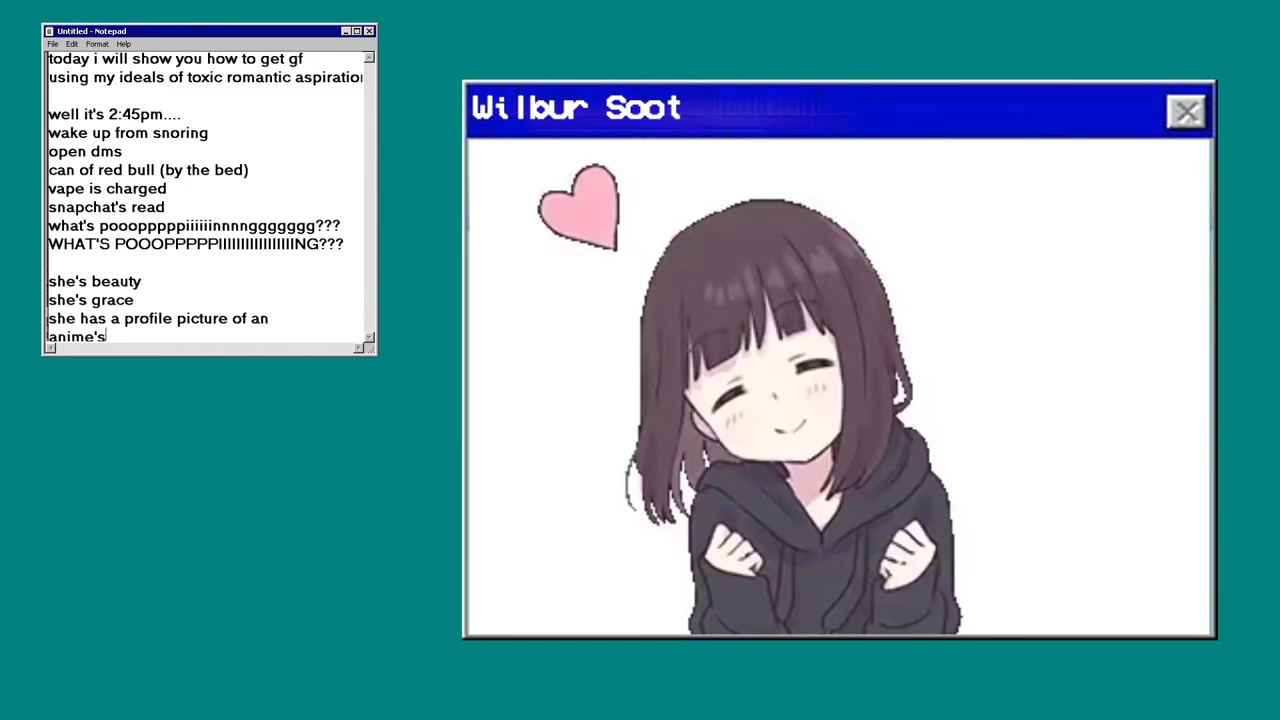 Untitled - Notepad
File Edit Format Help
today i will show you how to get gf
using my ideals of toxic romantic aspiration
well it's 2:45pm....
wake up from snoring
open dms
can of red bull (by the bed)
vape is charged
snapchat's read
what's pooopppppiiiiiinnnnggggggg???
WHAT'S POOOPPPPPIIIIIIIIIIIIIIIIING???
she's beauty
she's grace
she has a profile picture of an
anime's
Wilbur Soot